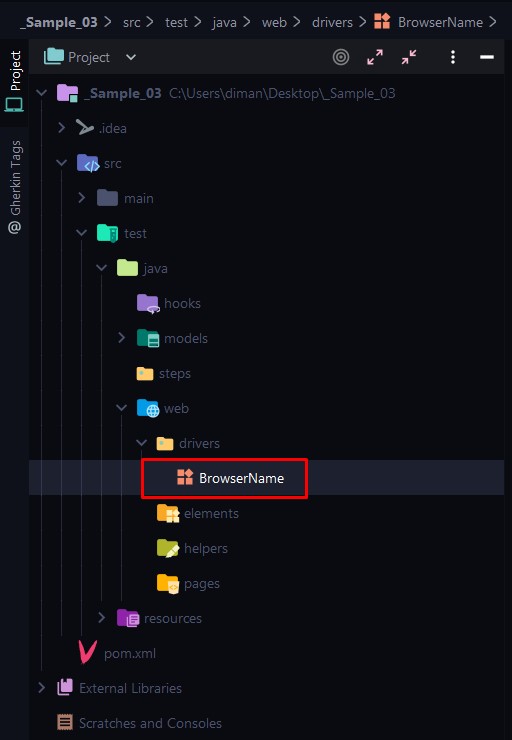 _Sample_03 > src > test > java > web > drivers > BrowserName >
Project
Project
Gherkin Tags
_Sample_03 C:\Users\diman\Desktop\_Sample_03
.idea
src
main
test
java
hooks
models
steps
web
drivers
BrowserName
elements
helpers
pages
resources
pom.xml
External Libraries
Scratches and Consoles